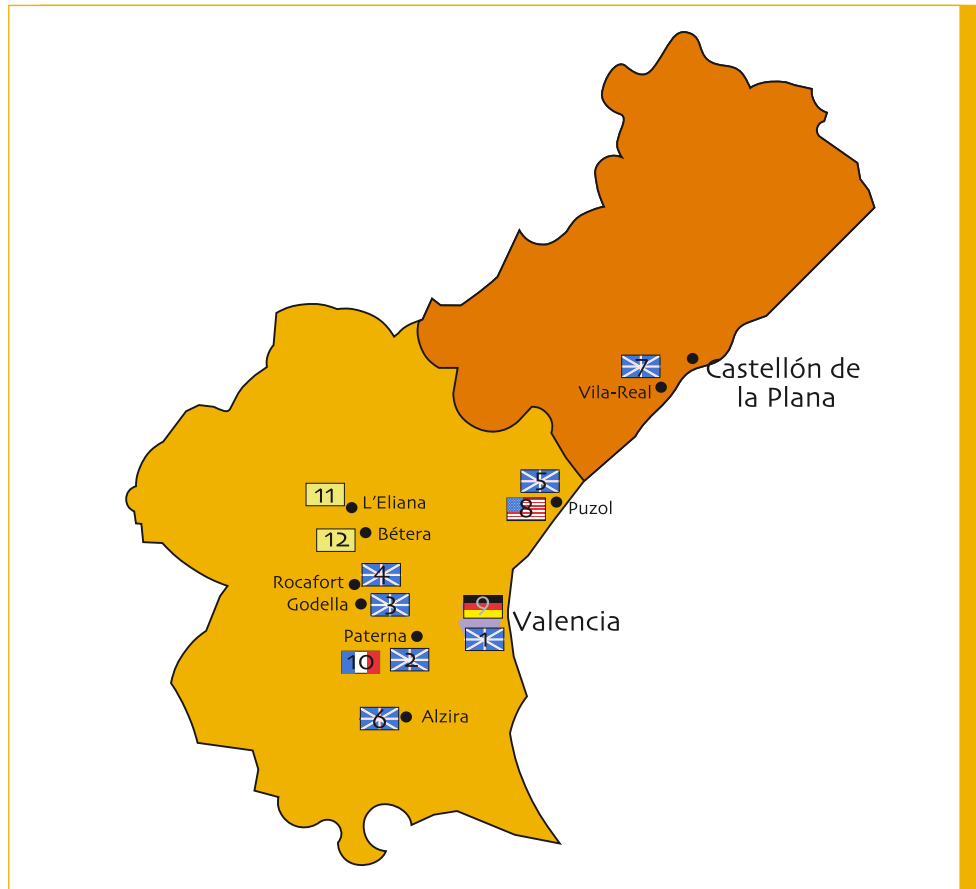 7
Castellón de
la Plana
Vila-Real
5
8
Puzol
11
L'Eliana
12
Bétera
4
Rocafort
Godella
3
9
Valencia
1
Paterna
10
2
6
Alzira